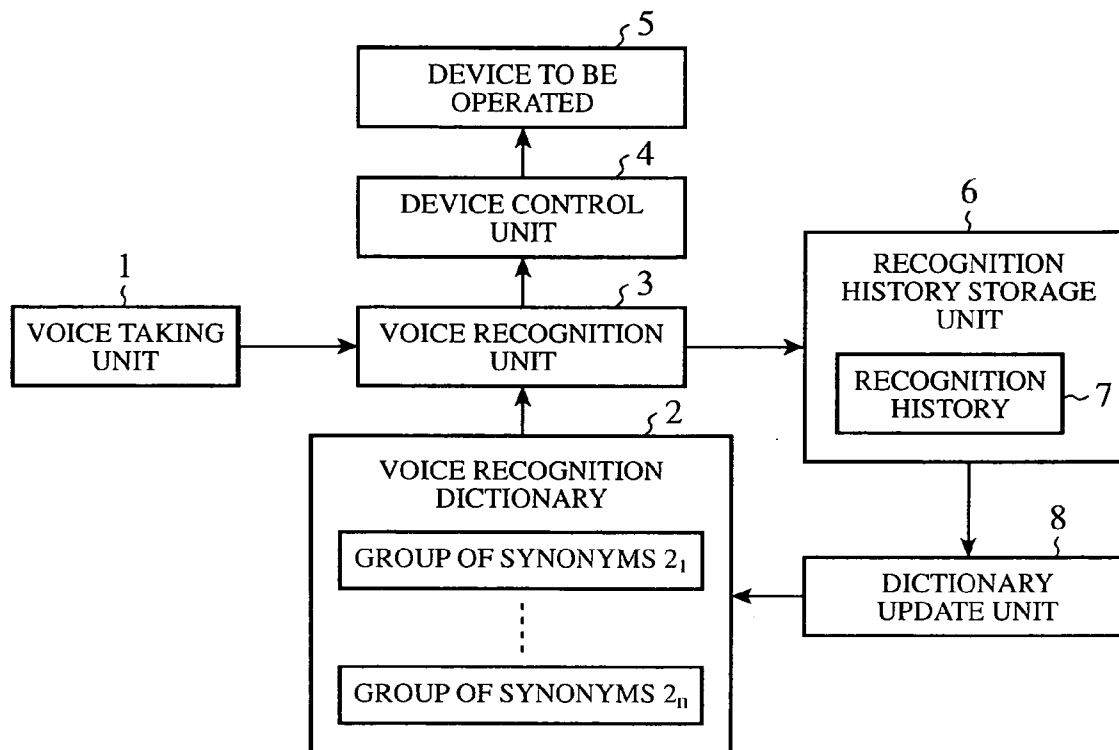 5
DEVICE TO BE
OPERATED
4
DEVICE CONTROL
UNIT
6
RECOGNITION
HISTORY STORAGE
UNIT
1
VOICE TAKING
UNIT
3
VOICE RECOGNITION
UNIT
RECOGNITION
HISTORY
7
2
VOICE RECOGNITION
DICTIONARY
GROUP OF SYNONYMS 2₁
GROUP OF SYNONYMS 2ₙ
8
DICTIONARY
UPDATE UNIT